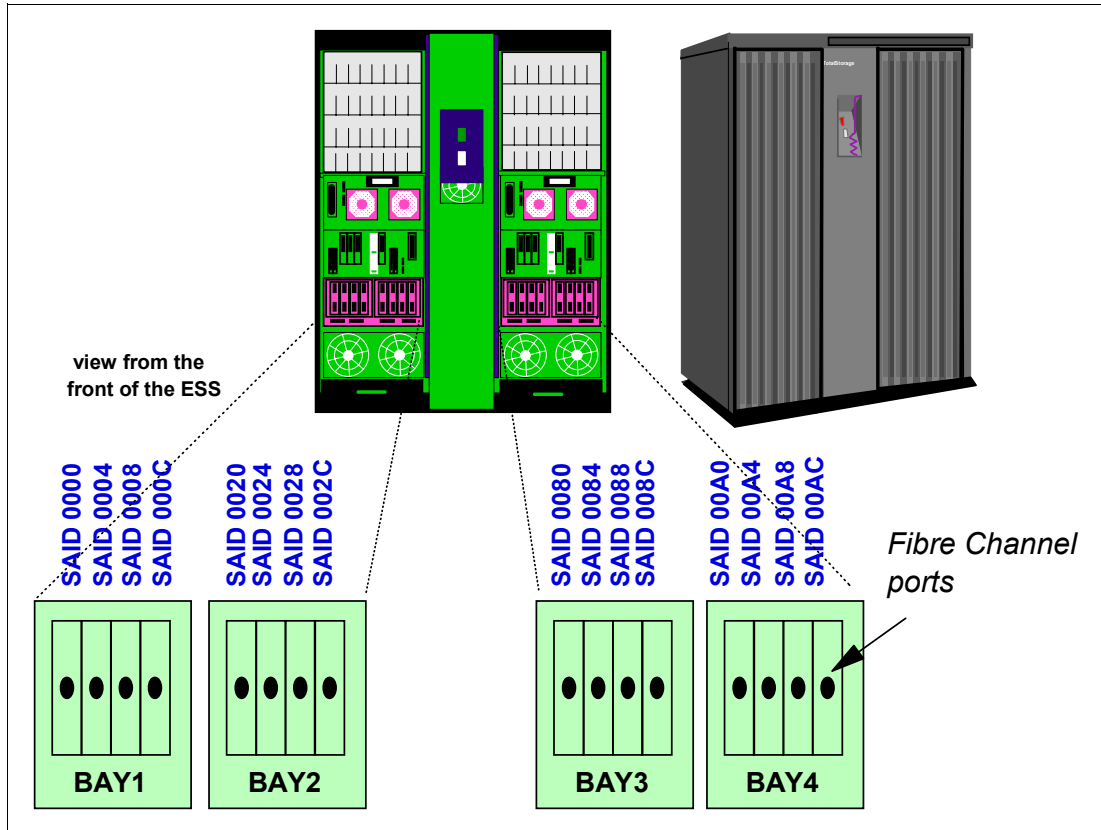 TotalStorage
view from the
front of the ESS
SAID 0000
SAID 0004
SAID 0008
SAID 000C
SAID 0020
SAID 0024
SAID 0028
SAID 002C
SAID 0080
SAID 0084
SAID 0088
SAID 008C
SAID 00A0
SAID 00A4
SAID 00A8
SAID 00AC
Fibre Channel
ports
BAY1
BAY2
BAY3
BAY4